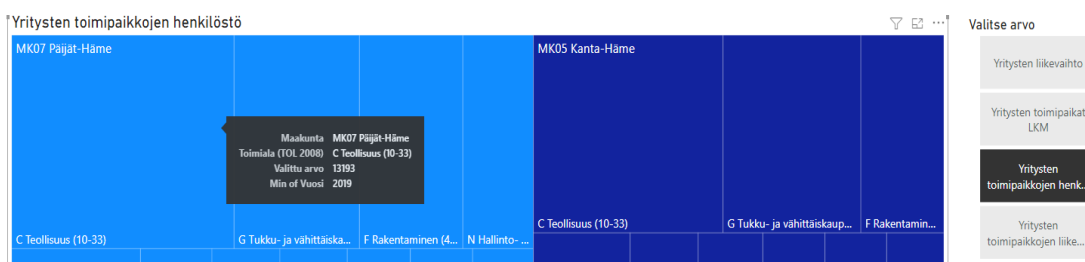 Yritysten toimipaikkojen henkilöstö
MK07 Päijät-Häme
Maakunta MK07 Päijät-Häme
Toimiala (TOL 2008) C Teollisuus (10-33)
Valittu arvo 13193
Min of Vuosi 2019
C Teollisuus (10-33)
G Tukku- ja vähittäiska...
F Rakentaminen (4...
N Hallinto- ...
MK05 Kanta-Häme
C Teollisuus (10-33)
G Tukku- ja vähittäiskaup...
F Rakentamin...
Valitse arvo
Yritysten liikevaihto
Yritysten toimipaikat
LKM
Yritysten
toimipaikkojen henk...
Yritysten
toimipaikkojen liike...